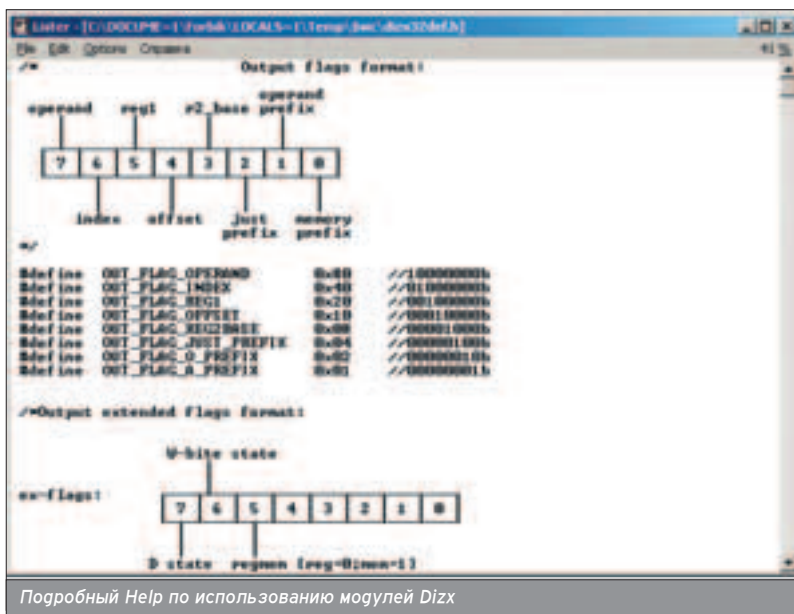 Lister - [C:\DOCUME~1\Forbik\LOCALS~1\Temp\$wc\dizx32def.h]
File Edit Options Справка
/* Output flags format:
operand
operand reg1 r2_base prefix
7 6 5 4 3 2 1 0
index offset just memory
prefix prefix
*/
#define OUT_FLAG_OPERAND 0x80 //10000000b
#define OUT_FLAG_INDEX 0x40 //01000000b
#define OUT_FLAG_REG1 0x20 //00100000b
#define OUT_FLAG_OFFSET 0x10 //00010000b
#define OUT_FLAG_REG2BASE 0x08 //00001000b
#define OUT_FLAG_JUST_PREFIX 0x04 //00000100b
#define OUT_FLAG_O_PREFIX 0x02 //00000010b
#define OUT_FLAG_A_PREFIX 0x01 //00000001b
/*Output extended flags format:
W-bite state
ex-flags:
7 6 5 4 3 2 1 0
D state regmem (reg=0;mem=1)
Подробный Help по использованию модулей Dizx